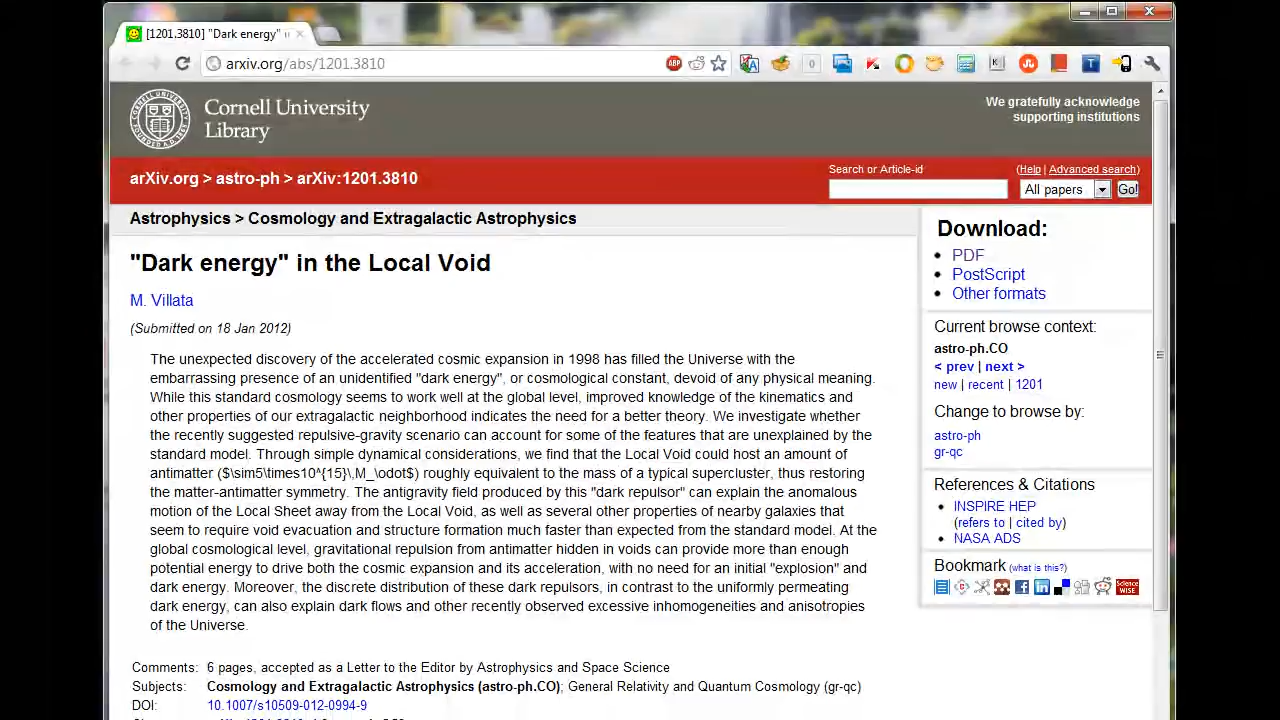 [1201.3810] "Dark energy" i
arxiv.org/abs/1201.3810
ABP
0
K
T
Cornell University
Library
We gratefully acknowledge
supporting institutions
arXiv.org > astro-ph > arXiv:1201.3810
Search or Article-id
(Help | Advanced search)
All papers
Go!
Astrophysics > Cosmology and Extragalactic Astrophysics
"Dark energy" in the Local Void
M. Villata
(Submitted on 18 Jan 2012)
The unexpected discovery of the accelerated cosmic expansion in 1998 has filled the Universe with the
embarrassing presence of an unidentified "dark energy", or cosmological constant, devoid of any physical meaning.
While this standard cosmology seems to work well at the global level, improved knowledge of the kinematics and
other properties of our extragalactic neighborhood indicates the need for a better theory. We investigate whether
the recently suggested repulsive-gravity scenario can account for some of the features that are unexplained by the
standard model. Through simple dynamical considerations, we find that the Local Void could host an amount of
antimatter ($\sim5\times10^{15}\,M_\odot$) roughly equivalent to the mass of a typical supercluster, thus restoring
the matter-antimatter symmetry. The antigravity field produced by this "dark repulsor" can explain the anomalous
motion of the Local Sheet away from the Local Void, as well as several other properties of nearby galaxies that
seem to require void evacuation and structure formation much faster than expected from the standard model. At the
global cosmological level, gravitational repulsion from antimatter hidden in voids can provide more than enough
potential energy to drive both the cosmic expansion and its acceleration, with no need for an initial "explosion" and
dark energy. Moreover, the discrete distribution of these dark repulsors, in contrast to the uniformly permeating
dark energy, can also explain dark flows and other recently observed excessive inhomogeneities and anisotropies
of the Universe.
Comments: 6 pages, accepted as a Letter to the Editor by Astrophysics and Space Science
Subjects: Cosmology and Extragalactic Astrophysics (astro-ph.CO); General Relativity and Quantum Cosmology (gr-qc)
DOI: 10.1007/s10509-012-0994-9
Download:
PDF
PostScript
Other formats
Current browse context:
astro-ph.CO
< prev | next >
new | recent | 1201
Change to browse by:
astro-ph
gr-qc
References & Citations
INSPIRE HEP
(refers to | cited by)
NASA ADS
Bookmark (what is this?)
Science
WISE